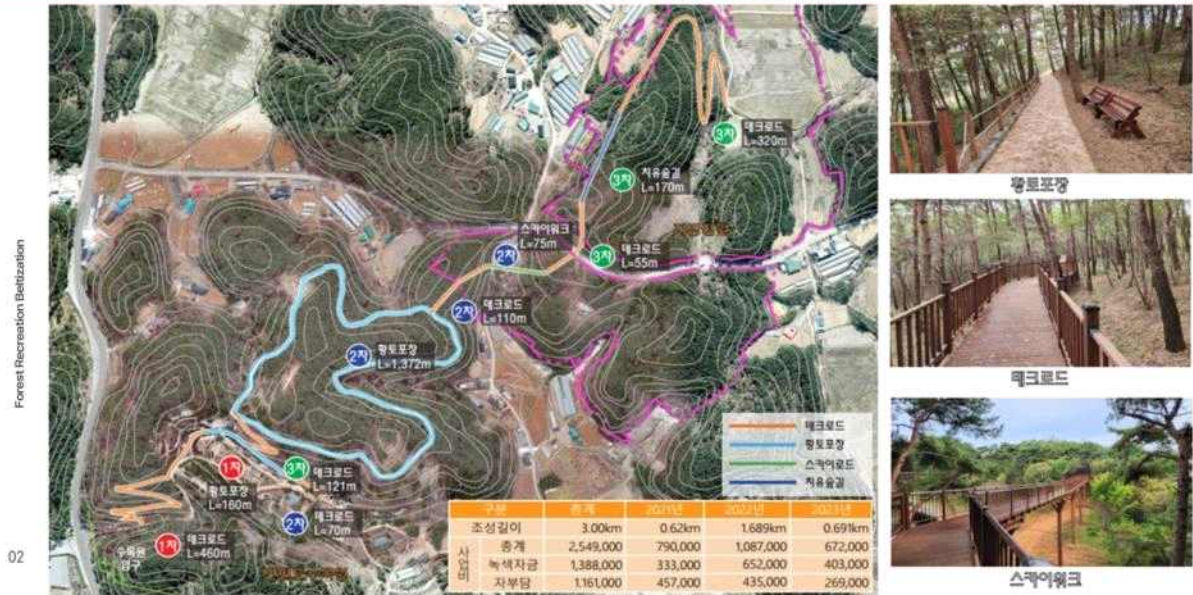 Forest Recreation Beltization
02
3차 데크로드
L=320m
3차 치유숲길
L=170m
스카이워크
2차 L=75m
3차 데크로드
L=55m
2차 데크로드
L=110m
2차 황토포장
L=1,372m
1차
황토포장
L=160m
3차 데크로드
L=121m
2차 데크로드
L=70m
수목원
입구
1차 데크로드
L=460m
데크로드
황토포장
스카이로드
치유숲길
구분 총계 2021년 2022년 2023년
조성길이 3.00km 0.62km 1.689km 0.691km
사업비
총계 2,549,000 790,000 1,087,000 672,000
녹색자금 1,388,000 333,000 652,000 403,000
자부담 1.161,000 457,000 435,000 269,000
황토포장
데크로드
스카이워크